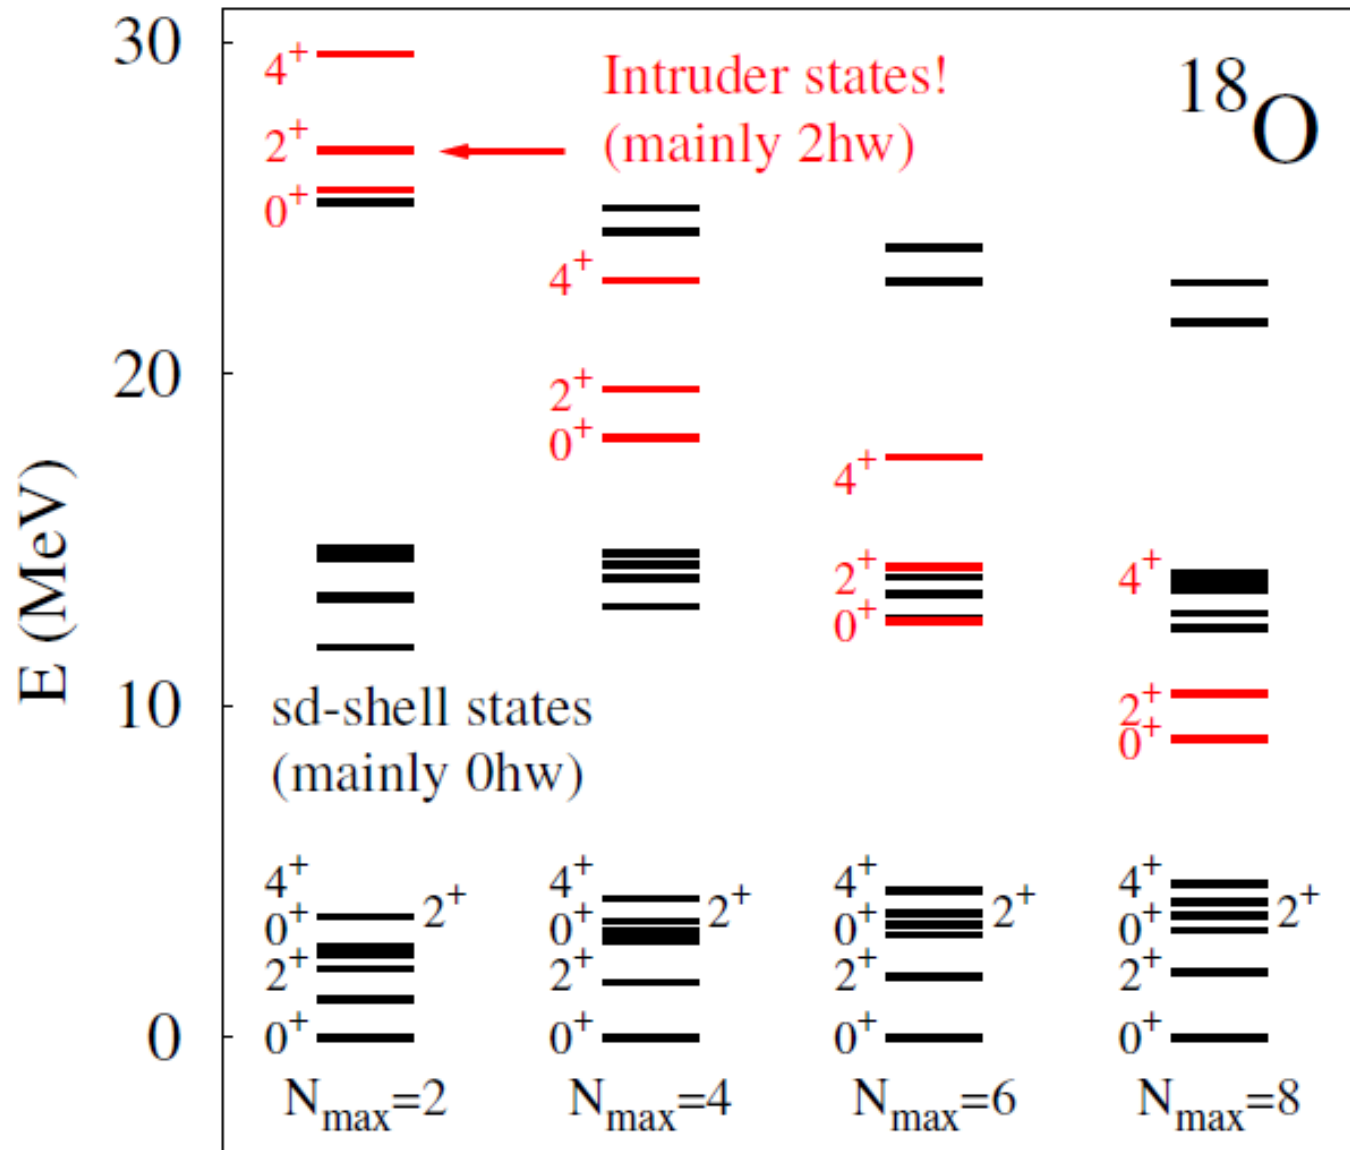 30
4⁺
Intruder states!
(mainly 2hw)
¹⁸O
2⁺
0⁺
4⁺
20
2⁺
0⁺
4⁺
2⁺
0⁺
4⁺
E (MeV)
10
sd-shell states
(mainly 0hw)
2⁺
0⁺
4⁺ 4⁺ 4⁺ 4⁺
2⁺ 2⁺ 2⁺ 2⁺
0⁺ 0⁺ 0⁺ 0⁺
2⁺ 2⁺ 2⁺ 2⁺
0 0⁺ 0⁺ 0⁺ 0⁺
Nmax=2 Nmax=4 Nmax=6 Nmax=8